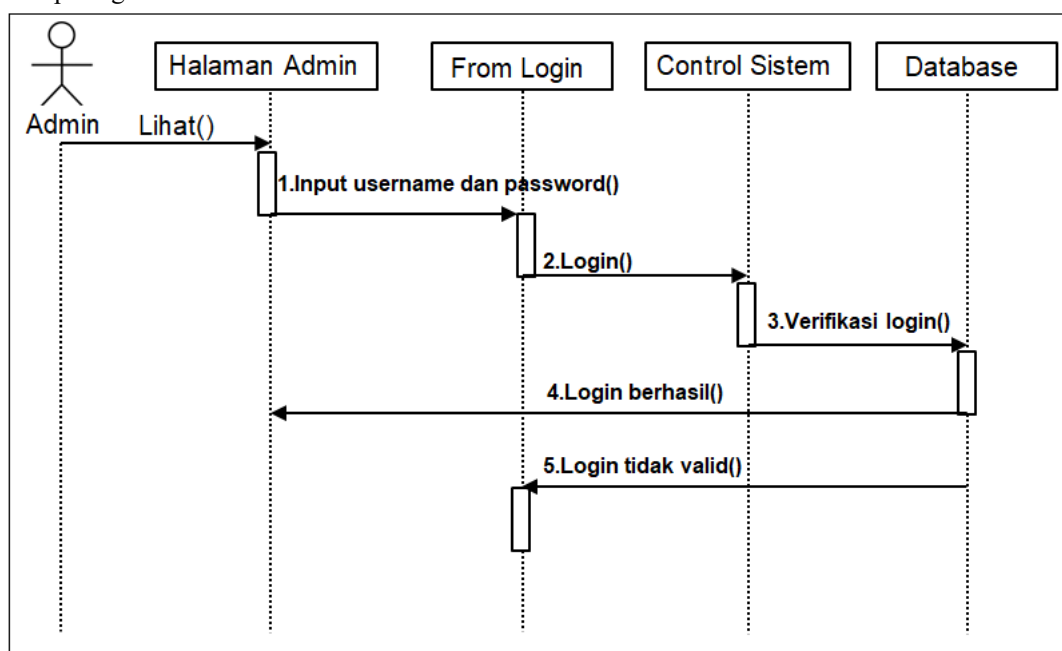 Halaman Admin
From Login
Control Sistem
Database
Admin
Lihat()
1.Input username dan password()
2.Login()
3.Verifikasi login()
4.Login berhasil()
5.Login tidak valid()